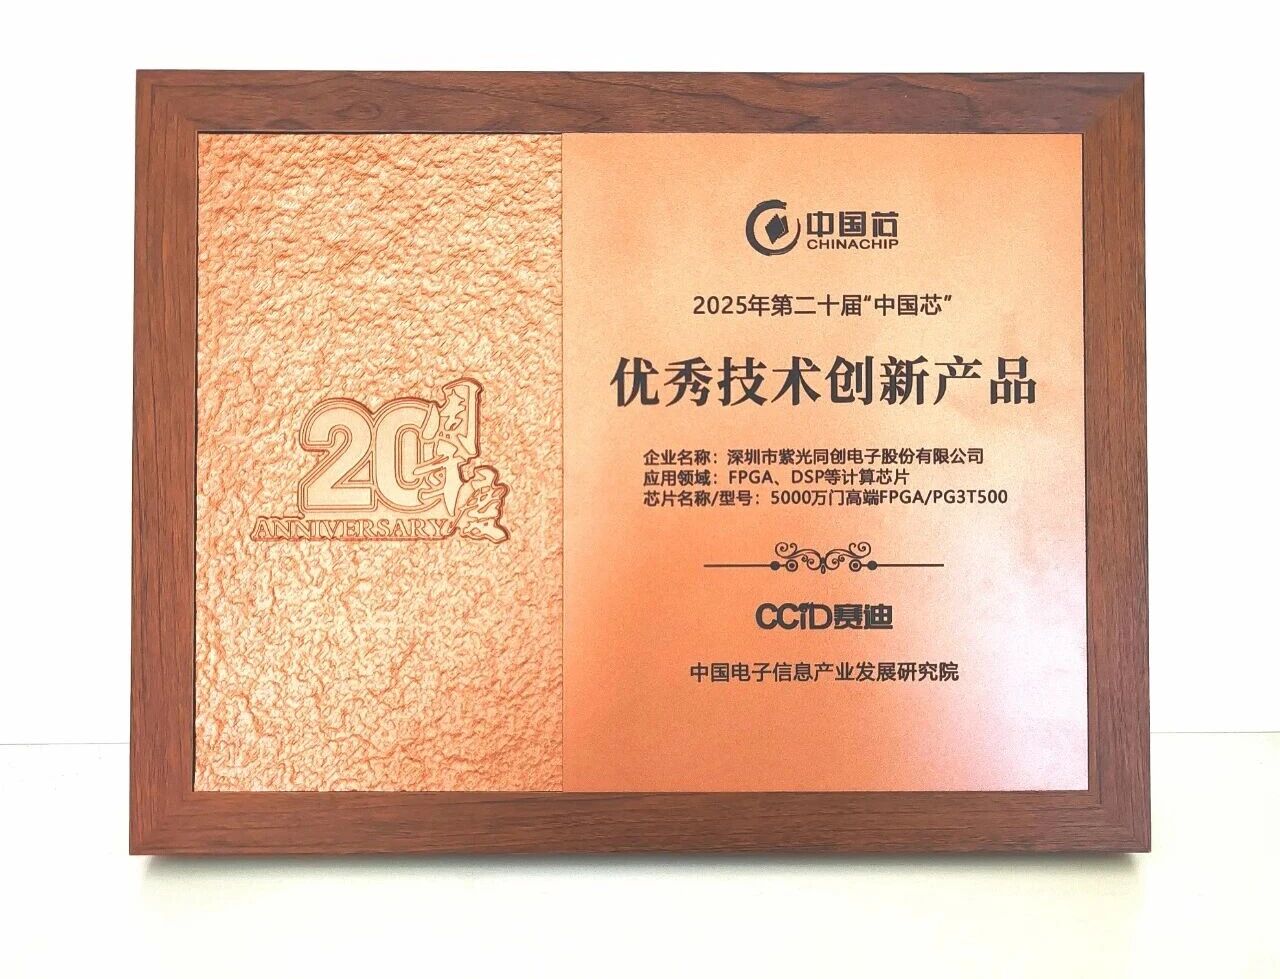 20周年庆
ANNIVERSARY
中国芯
CHINACHIP
2025年第二十届“中国芯”
优秀技术创新产品
企业名称：深圳市紫光同创电子股份有限公司
应用领域：FPGA、DSP等计算芯片
芯片名称/型号：5000万门高端FPGA/PG3T500
CCID赛迪
中国电子信息产业发展研究院